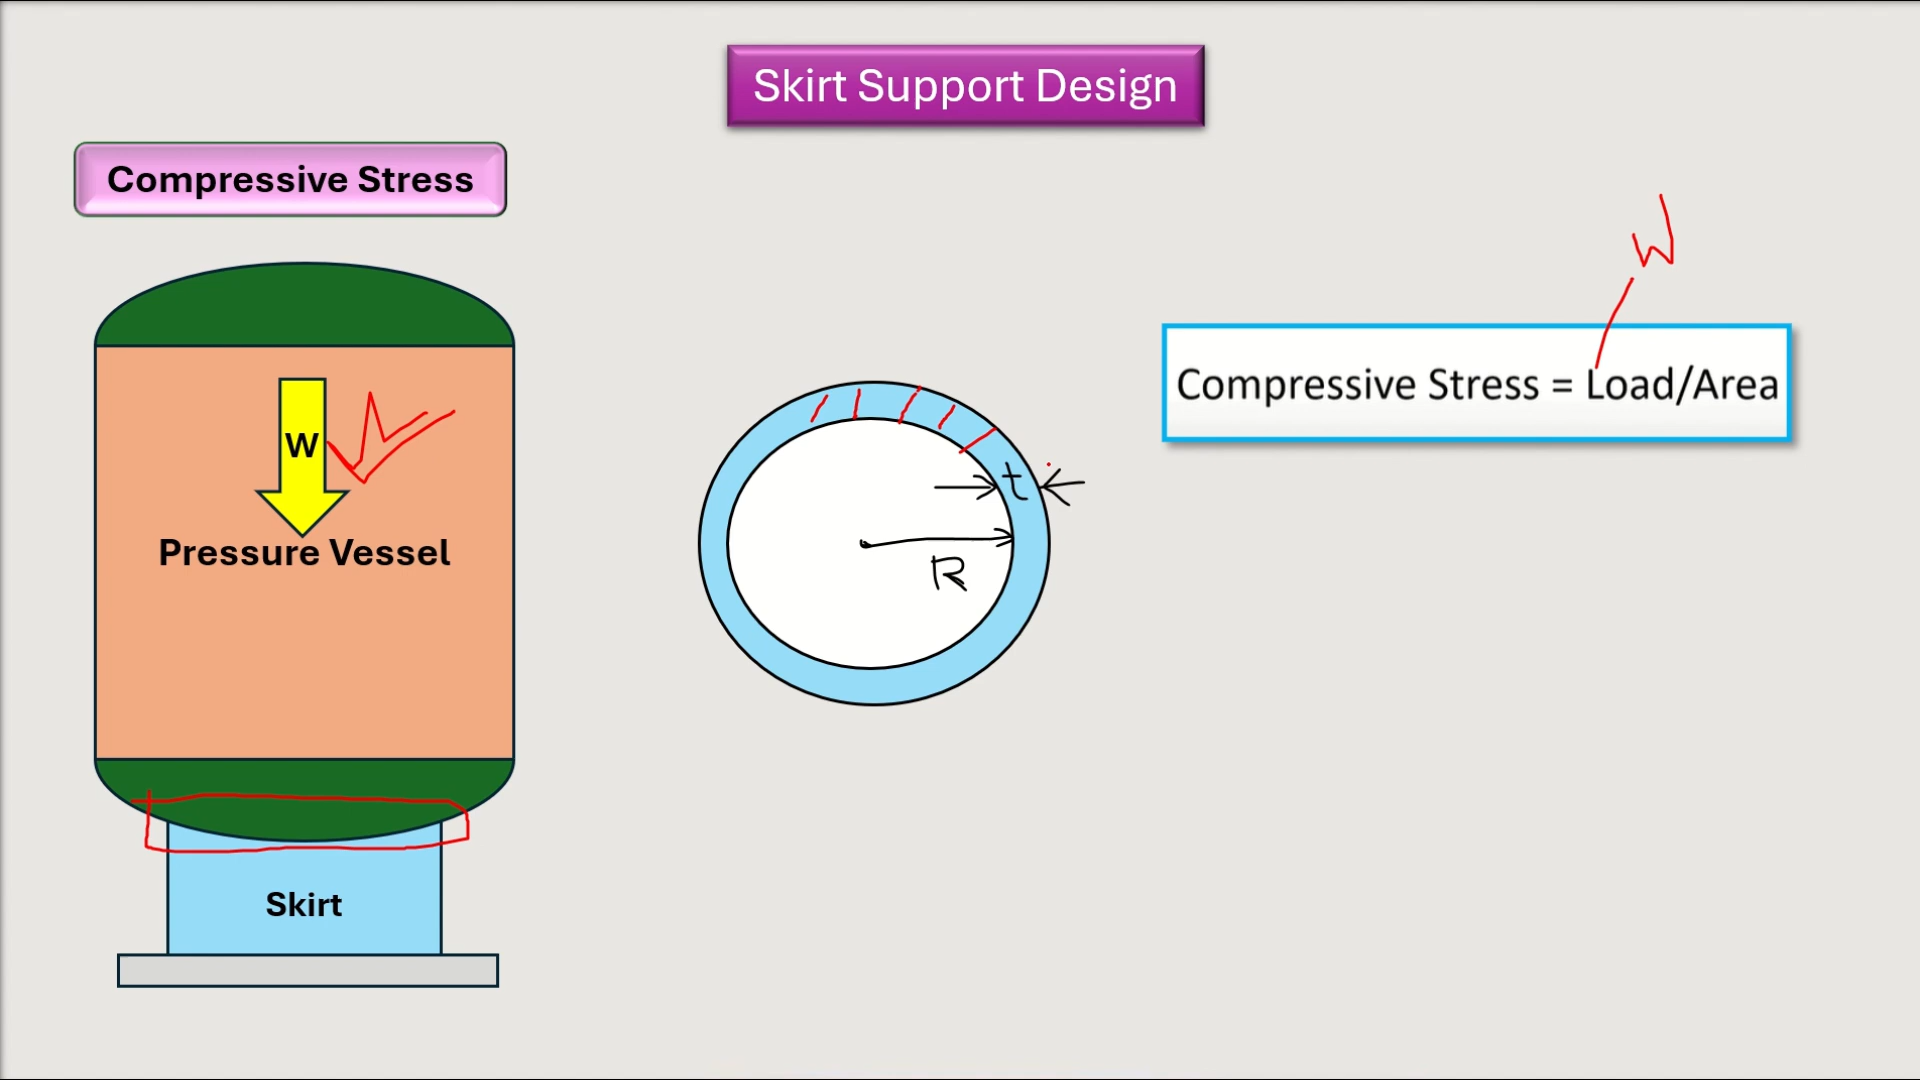 Skirt Support Design
Compressive Stress
W
Compressive Stress = Load/Area
W
Pressure Vessel
t
R
Skirt